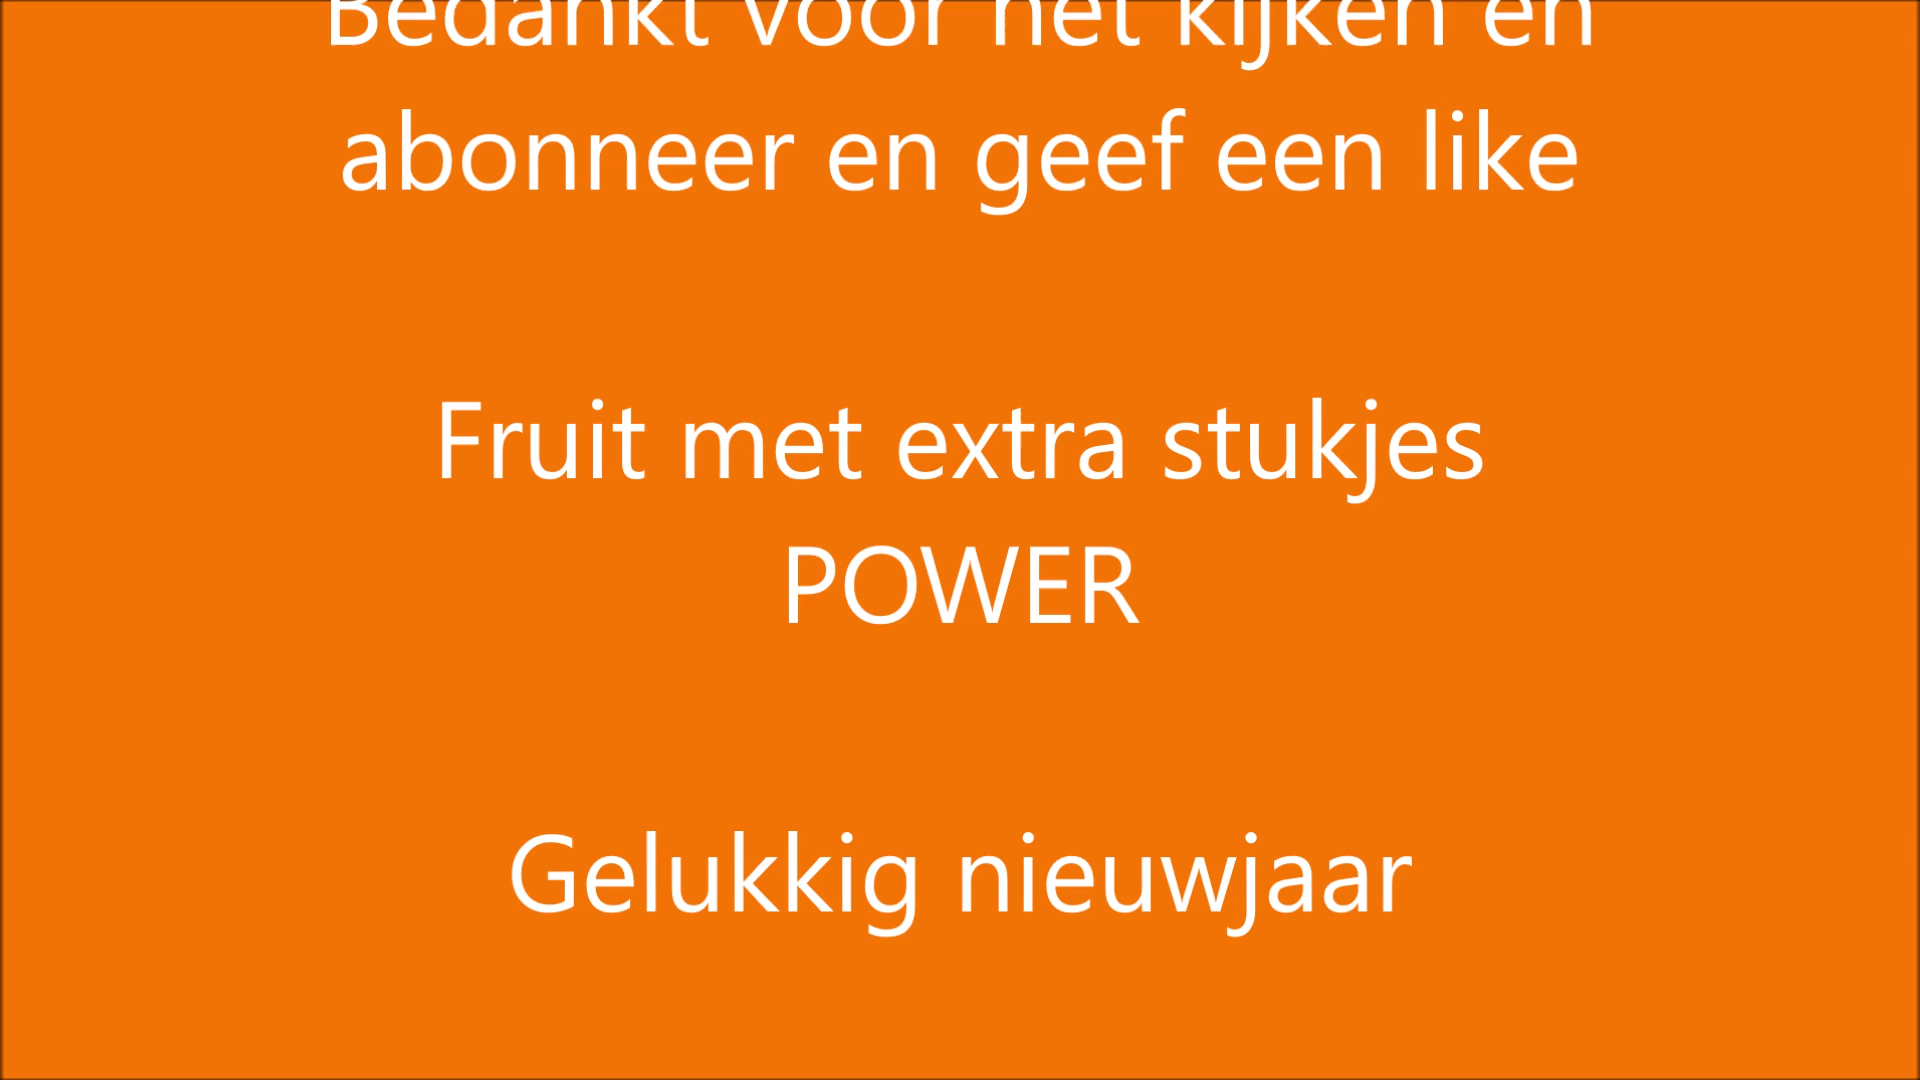 Bedankt voor het kijken en
abonneer en geef een like
Fruit met extra stukjes
POWER
Gelukkig nieuwjaar